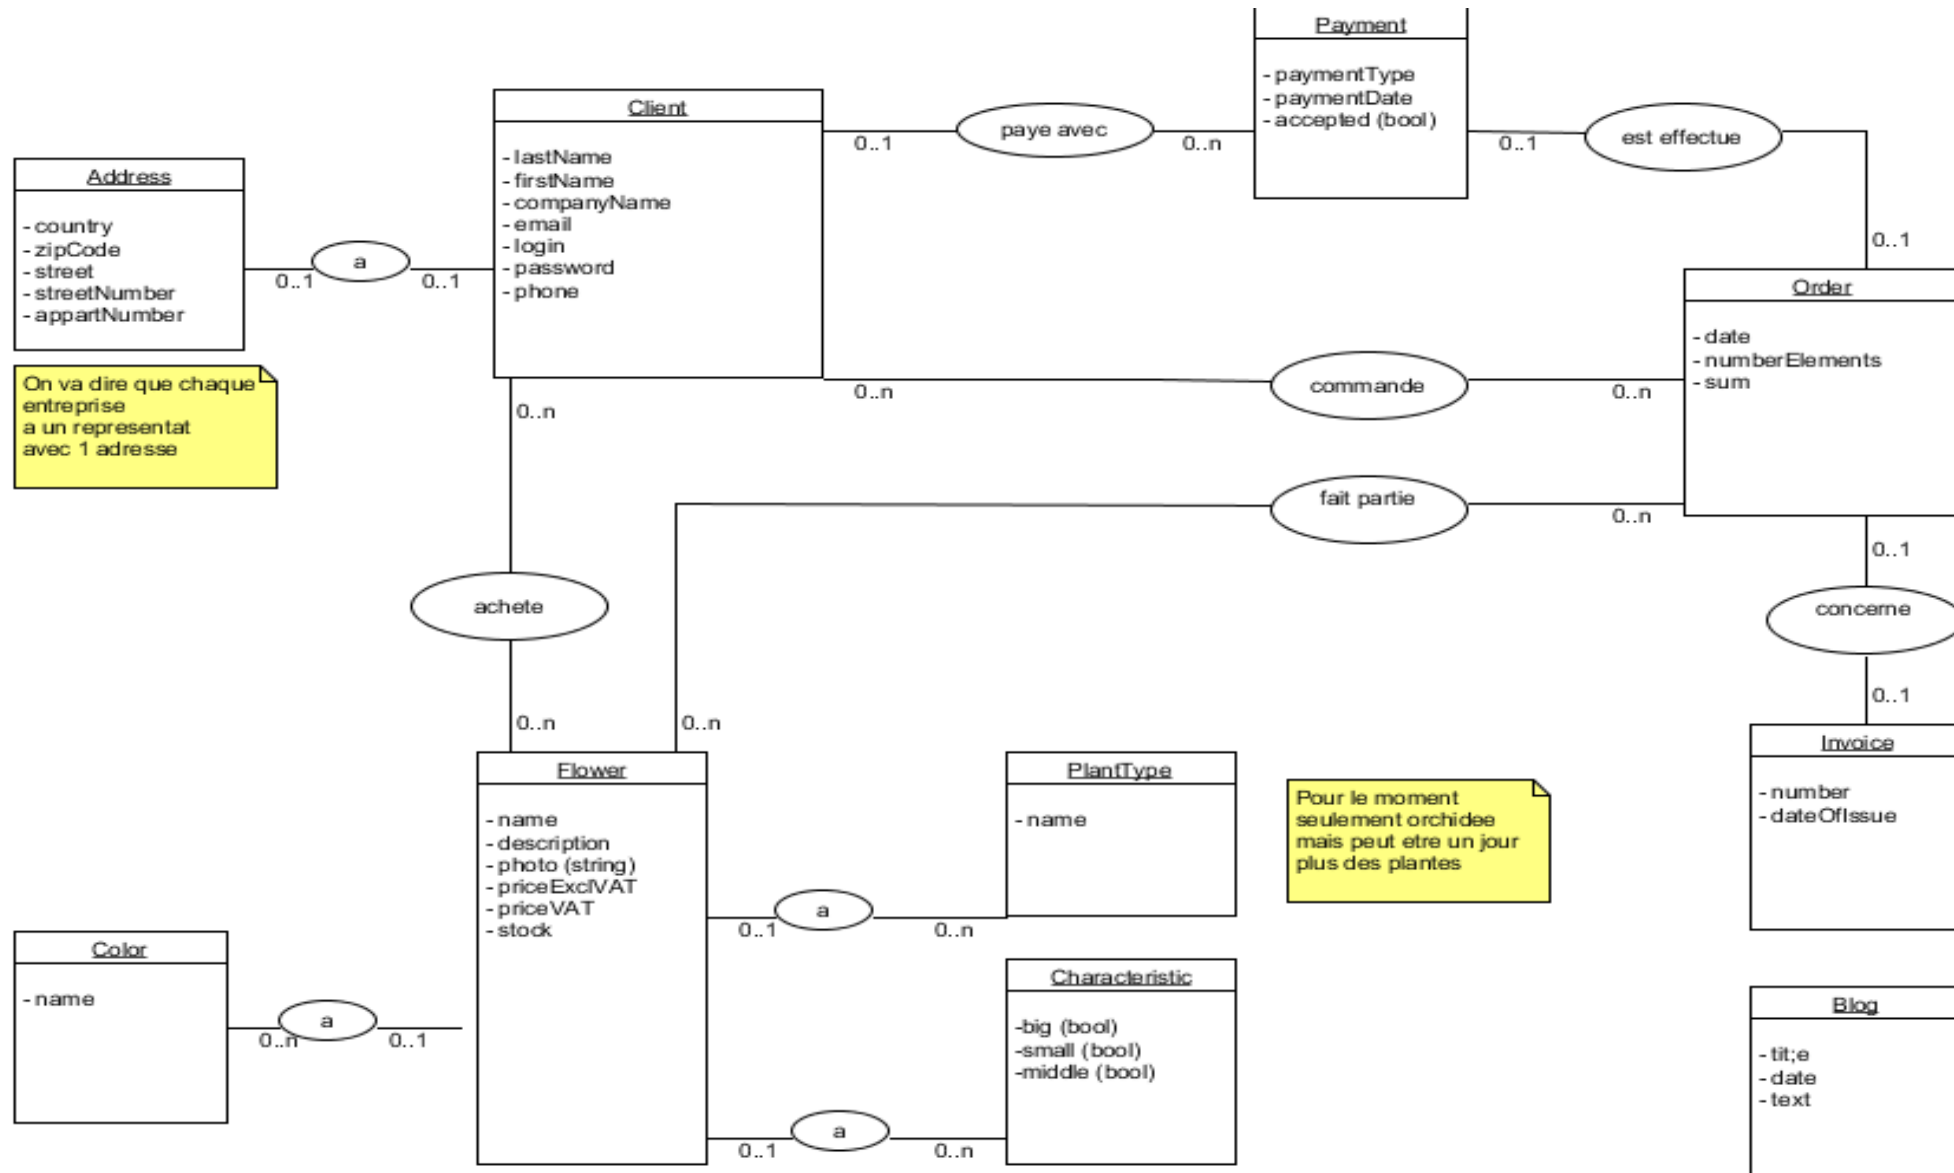 Payment
- paymentType
- paymentDate
- accepted (bool)
Client
- lastName
- firstName
- companyName
- email
- login
- password
- phone
0..1
paye avec
0..n
0..1
est effectue
0..1
Address
- country
- zipCode
- street
- streetNumber
- appartNumber
0..1
a
0..1
On va dire que chaque
entreprise
a un representat
avec 1 adresse
Order
- date
- numberElements
- sum
0..n
commande
0..n
0..n
fait partie
0..n
0..n
achete
0..n
0..1
concerne
0..1
Flower
- name
- description
- photo (string)
- priceExclVAT
- priceVAT
- stock
PlantType
- name
Pour le moment
seulement orchidee
mais peut etre un jour
plus des plantes
Invoice
- number
- dateOfIssue
0..1
a
0..n
Color
- name
0..n
a
0..1
Characteristic
-big (bool)
-small (bool)
-middle (bool)
0..1
a
0..n
Blog
- tit;e
- date
- text